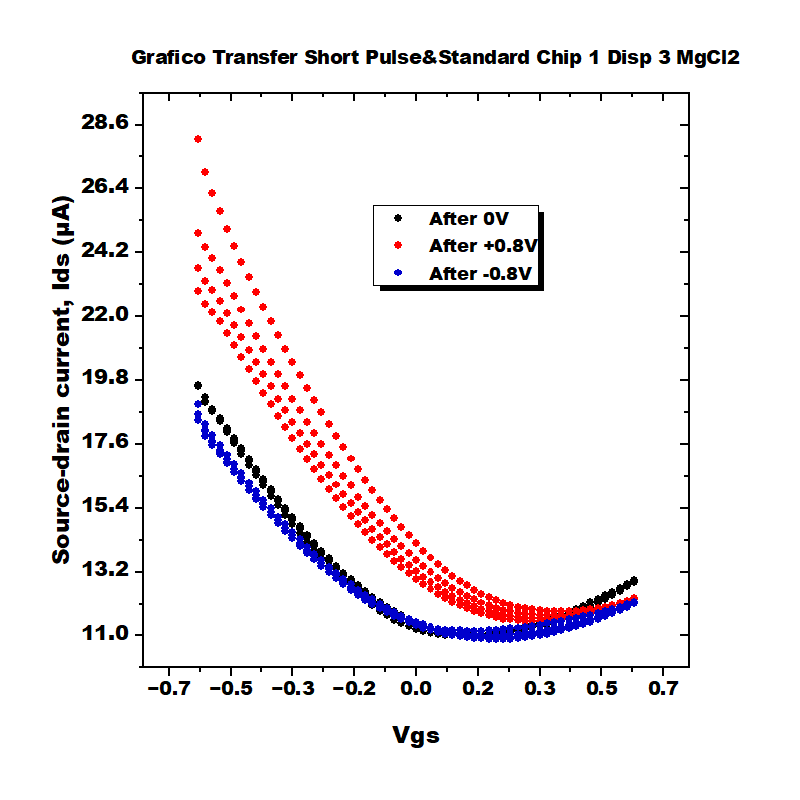 Grafico Transfer Short Pulse&Standard Chip 1 Disp 3 MgCl2
28.6
26.4
24.2
22.0
19.8
17.6
15.4
13.2
11.0
Source-drain current, Ids (µA)
After 0V
After +0.8V
After -0.8V
−0.7 −0.5 −0.3 −0.2 0.0 0.2 0.3 0.5 0.7
Vgs